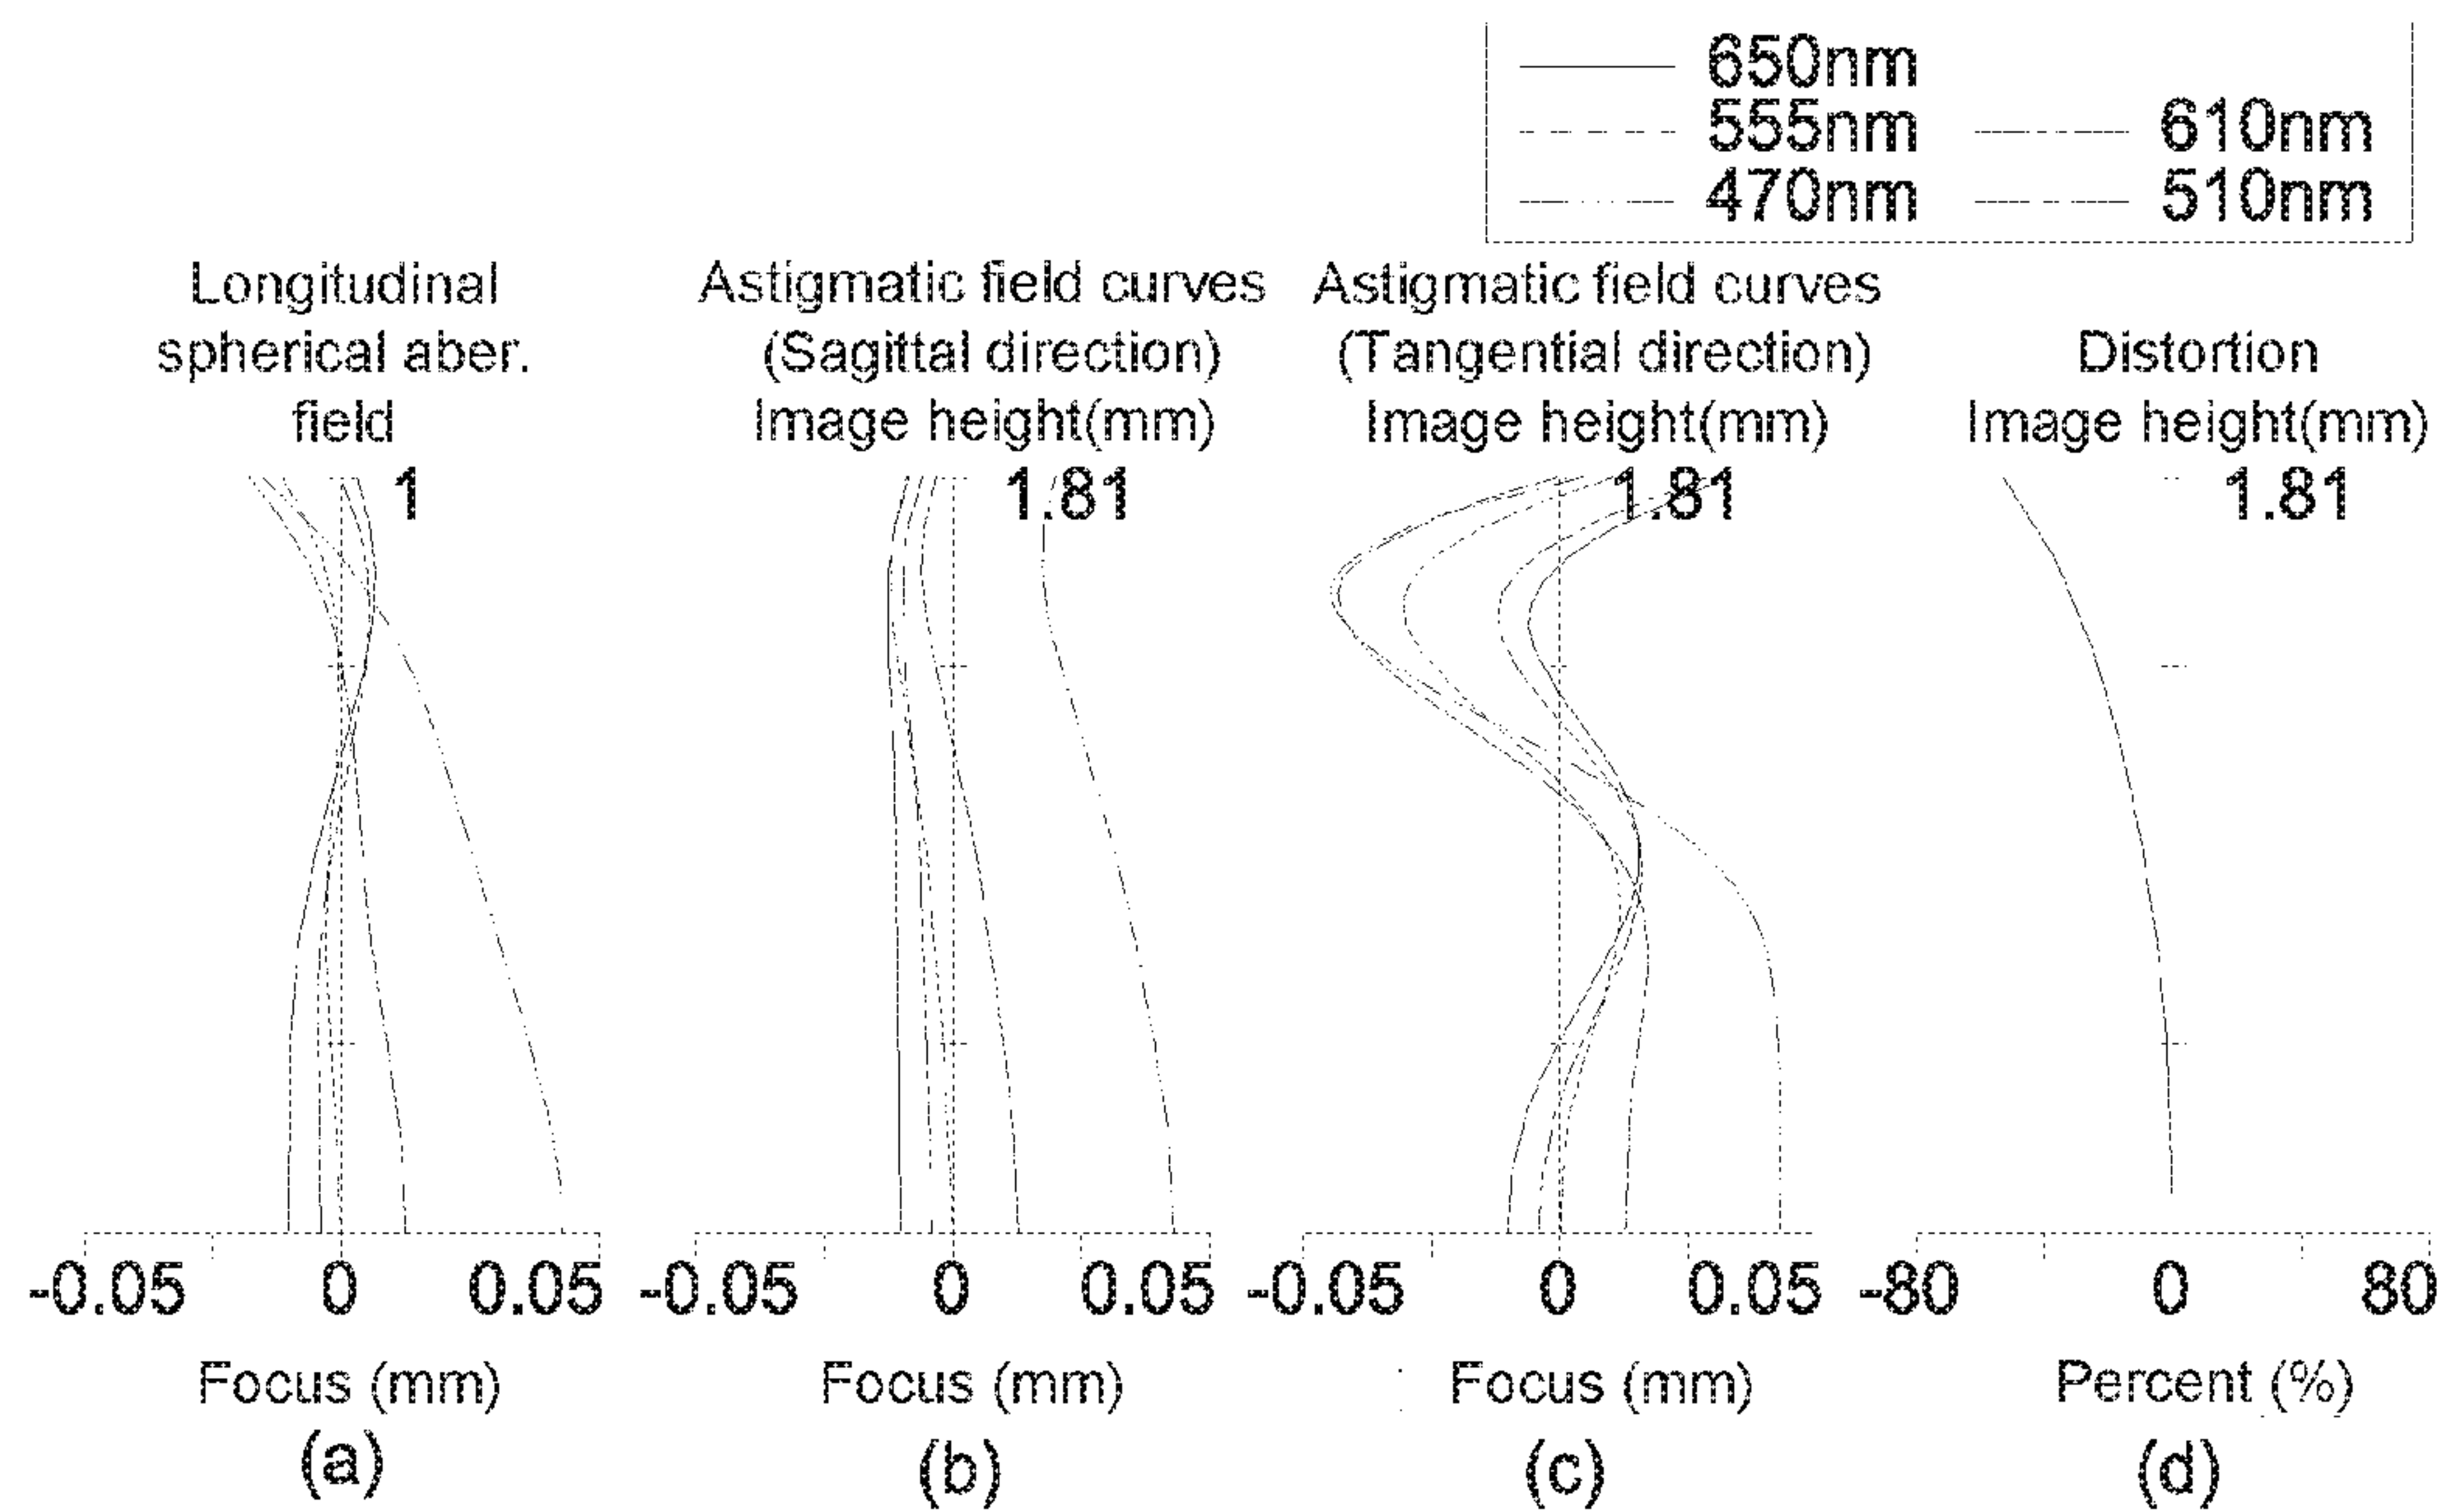 650nm
555nm 610nm
470nm 510nm
Longitudinal
spherical aber.
field
1
Astigmatic field curves
(Sagittal direction)
Image height(mm)
1.81
Astigmatic field curves
(Tangential direction)
Image height(mm)
1.81
Distortion
Image height(mm)
1.81
-0.05 0 0.05
Focus (mm)
(a)
-0.05 0 0.05
Focus (mm)
(b)
-0.05 0 0.05
Focus (mm)
(c)
-80 0 80
Percent (%)
(d)